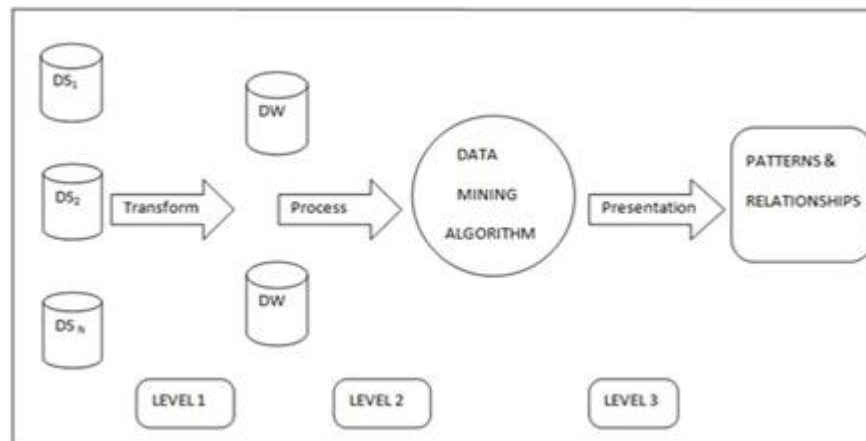 DS₁
DS₂
DS N
Transform
DW
DW
Process
DATA
MINING
ALGORITHM
Presentation
PATTERNS &
RELATIONSHIPS
LEVEL 1
LEVEL 2
LEVEL 3